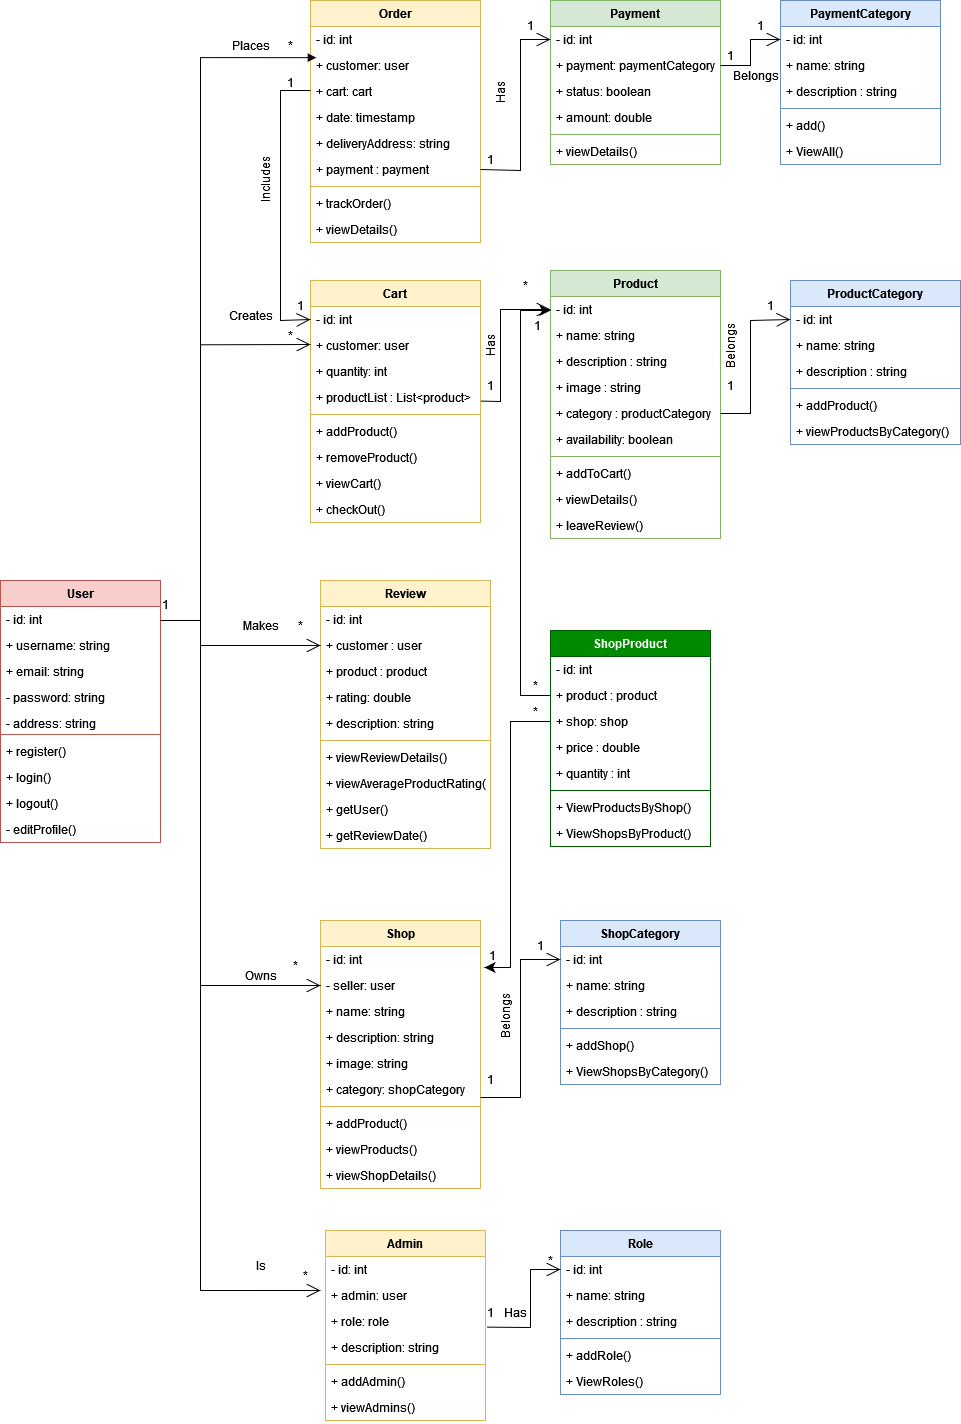 Order
- id: int
+ customer: user
+ cart: cart
+ date: timestamp
+ deliveryAddress: string
+ payment : payment
+ trackOrder()
+ viewDetails()
Payment
- id: int
+ payment: paymentCategory
+ status: boolean
+ amount: double
+ viewDetails()
PaymentCategory
- id: int
+ name: string
+ description : string
+ add()
+ ViewAll()
Places
*
1
Includes
1
Has
1
1
1
Belongs
1
Cart
- id: int
+ customer: user
+ quantity: int
+ productList : List<product>
+ addProduct()
+ removeProduct()
+ viewCart()
+ checkOut()
Creates
1
*
Has
1
*
1
Product
- id: int
+ name: string
+ description : string
+ image : string
+ category : productCategory
+ availability: boolean
+ addToCart()
+ viewDetails()
+ leaveReview()
Belongs
1
1
ProductCategory
- id: int
+ name: string
+ description : string
+ addProduct()
+ viewProductsByCategory()
User
- id: int
+ username: string
+ email: string
- password: string
- address: string
+ register()
+ login()
+ logout()
- editProfile()
1
Makes
*
Review
- id: int
+ customer : user
+ product : product
+ rating: double
+ description: string
+ viewReviewDetails()
+ viewAverageProductRating(
+ getUser()
+ getReviewDate()
*
*
ShopProduct
- id: int
+ product : product
+ shop: shop
+ price : double
+ quantity : int
+ ViewProductsByShop()
+ ViewShopsByProduct()
Owns
*
Shop
- id: int
- seller: user
+ name: string
+ description: string
+ image: string
+ category: shopCategory
+ addProduct()
+ viewProducts()
+ viewShopDetails()
1
1
Belongs
1
ShopCategory
- id: int
+ name: string
+ description : string
+ addShop()
+ ViewShopsByCategory()
Is
*
Admin
- id: int
+ admin: user
+ role: role
+ description: string
+ addAdmin()
+ viewAdmins()
1
Has
*
Role
- id: int
+ name: string
+ description : string
+ addRole()
+ ViewRoles()